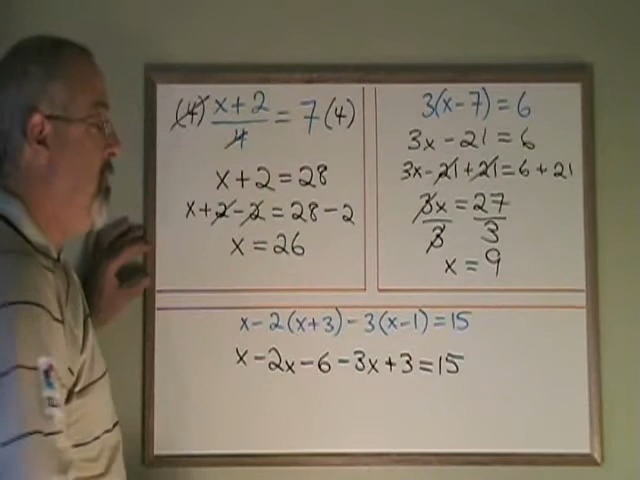 (4) x+2/4 = 7(4)
x+2=28
x+2-2=28-2
x=26
3(x-7)=6
3x-21=6
3x-21+21=6+21
3x/3=27/3
x=9
x-2(x+3)-3(x-1)=15
x-2x-6-3x+3=15